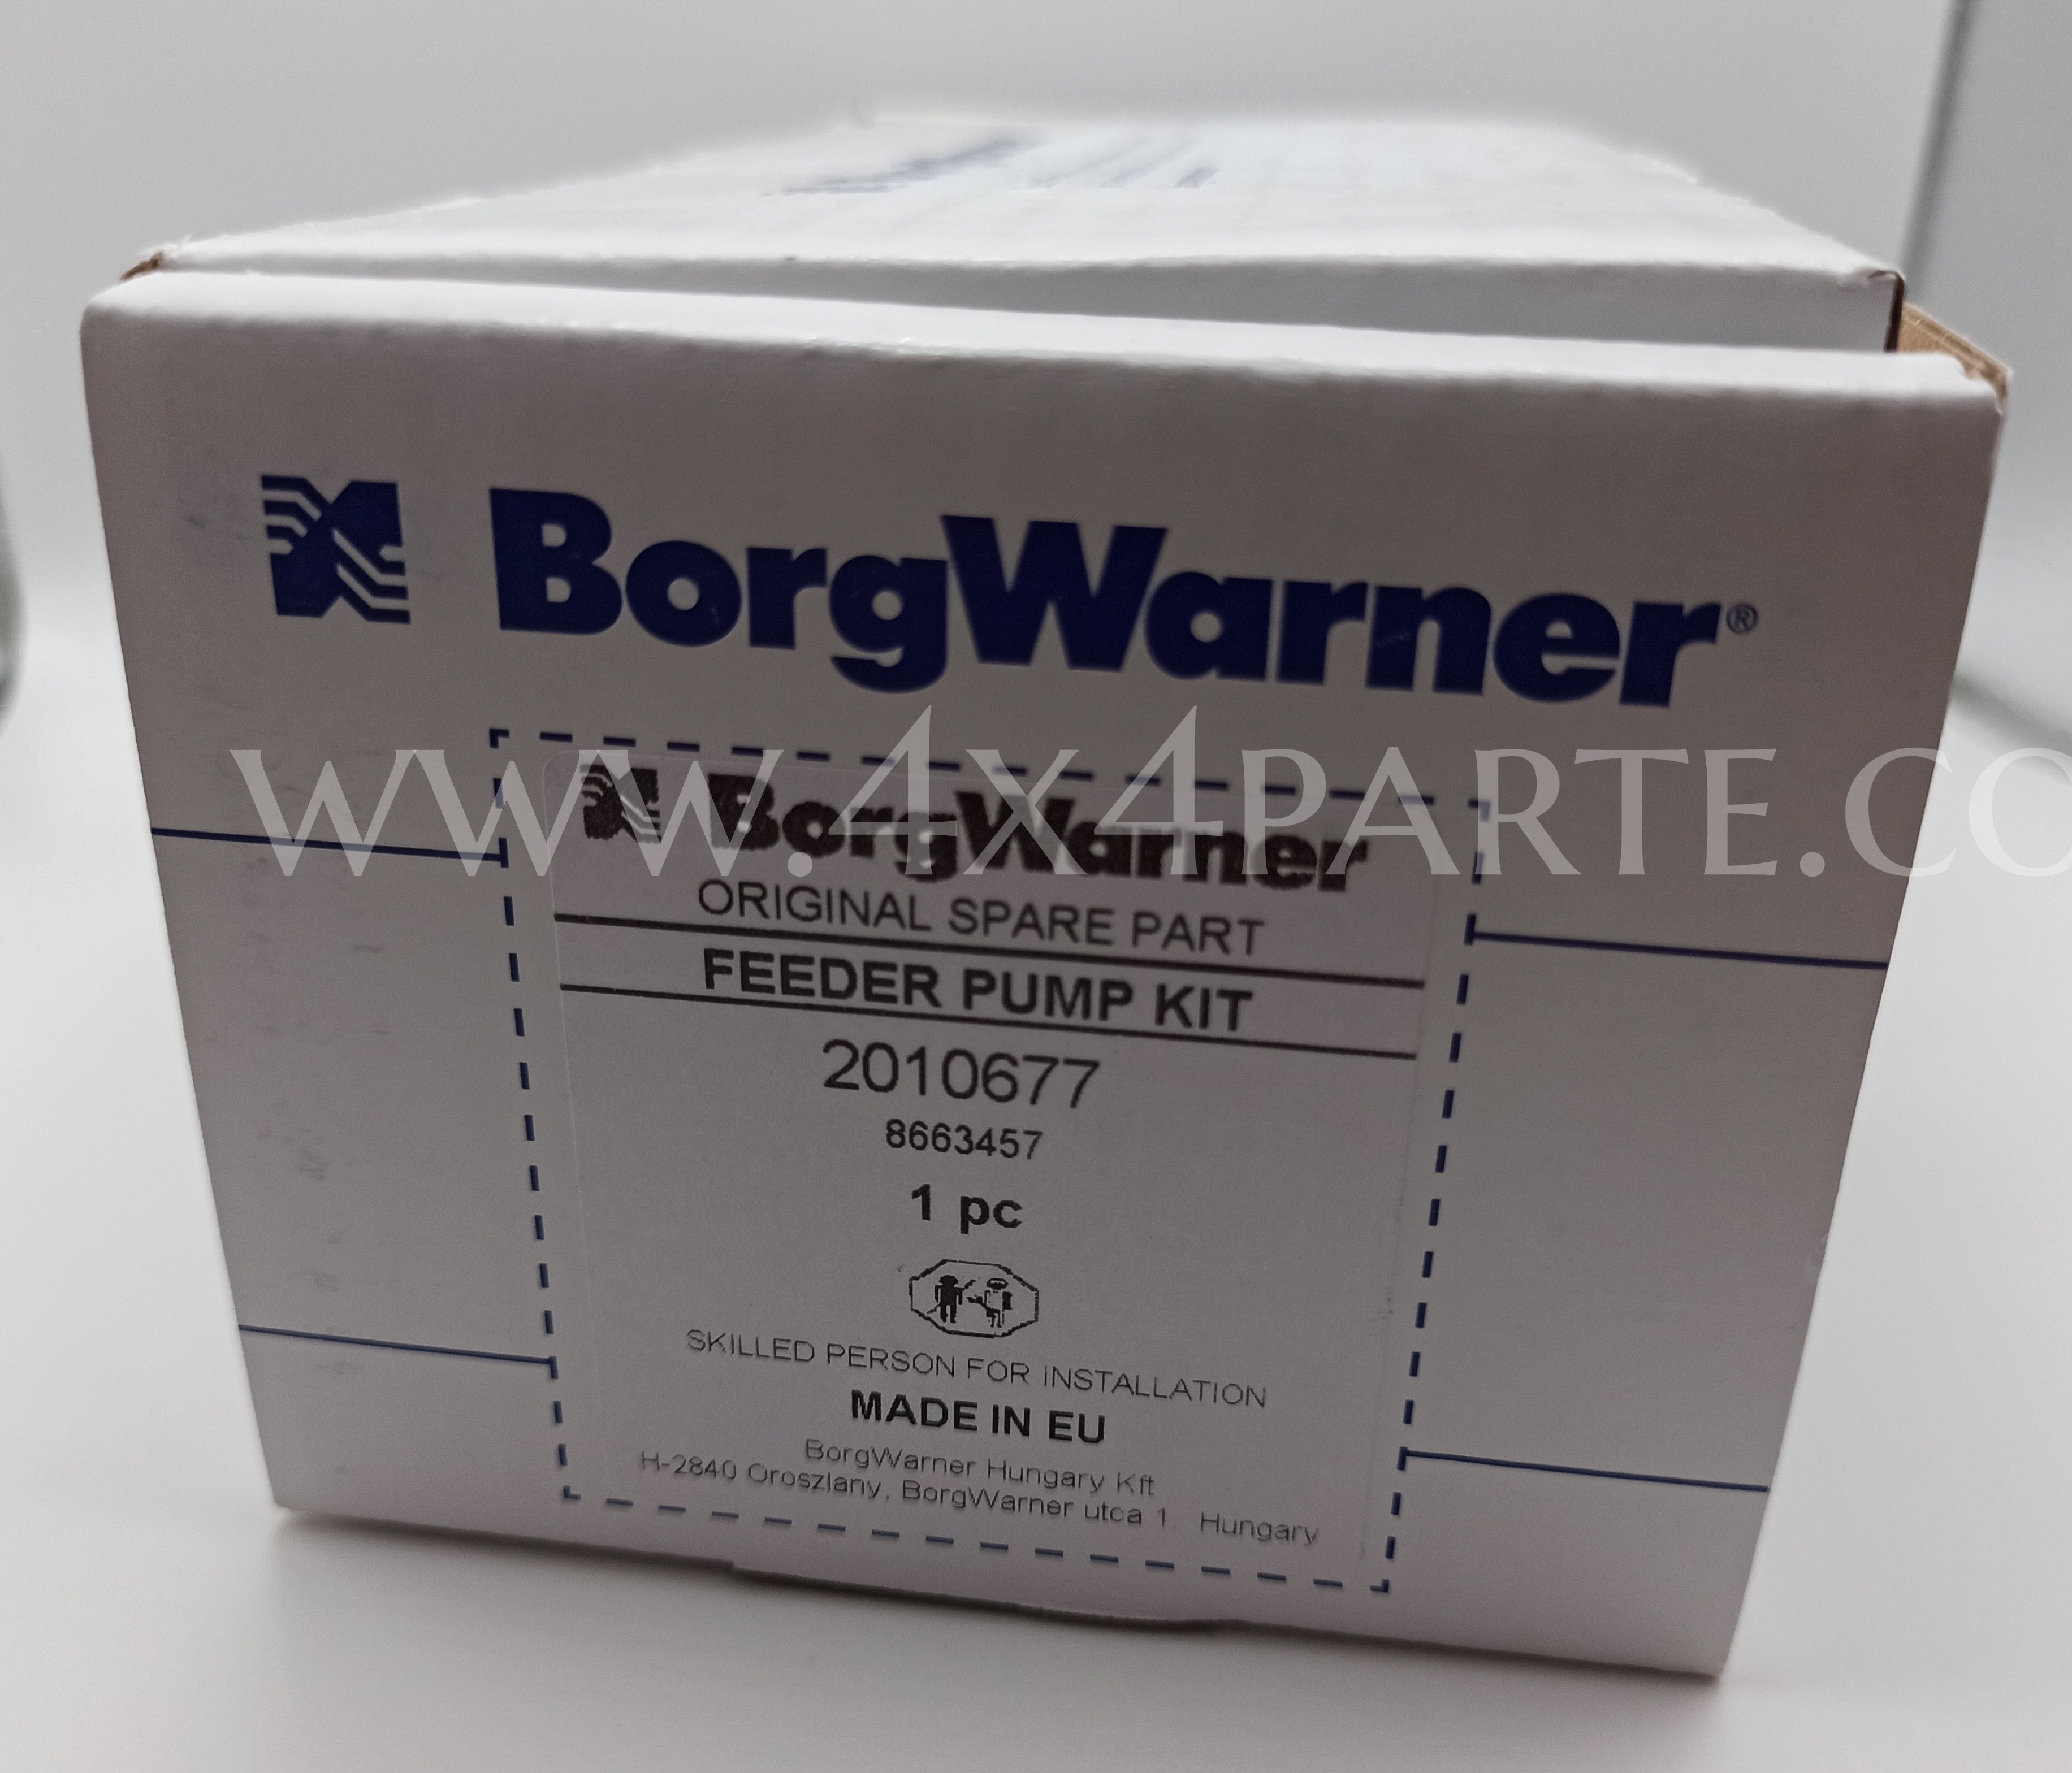 BorgWarner®
www.4x4parte.co
BorgWarner
ORIGINAL SPARE PART
FEEDER PUMP KIT
2010677
8663457
1 pc
SKILLED PERSON FOR INSTALLATION
MADE IN EU
BorgWarner Hungary Kft
H-2840 Oroszlany, BorgWarner utca 1. Hungary